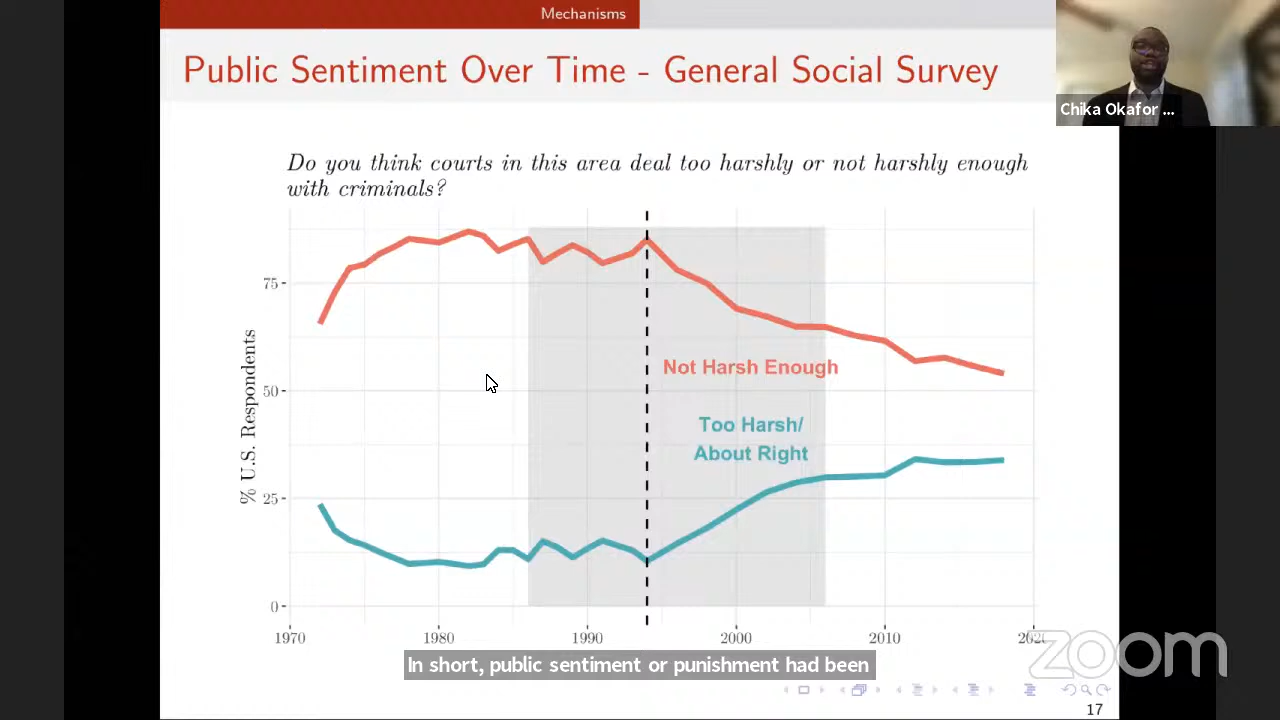 Mechanisms
Public Sentiment Over Time - General Social Survey
Chika Okafor ...
Do you think courts in this area deal too harshly or not harshly enough
with criminals?
% U.S. Respondents
75
50
25
0
Not Harsh Enough
Too Harsh/
About Right
1970 1980 1990 2000 2010 2020
In short, public sentiment or punishment had been
zoom
17